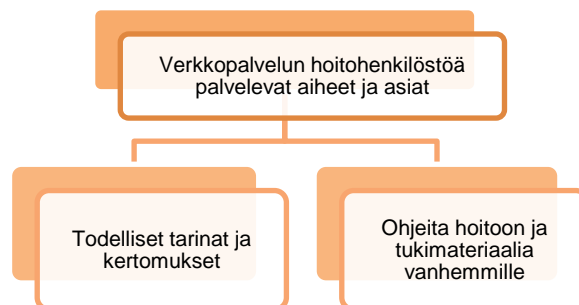 Verkkopalvelun hoitohenkilöstöä
palvelevat aiheet ja asiat
Todelliset tarinat ja
kertomukset
Ohjeita hoitoon ja
tukimateriaalia
vanhemmille